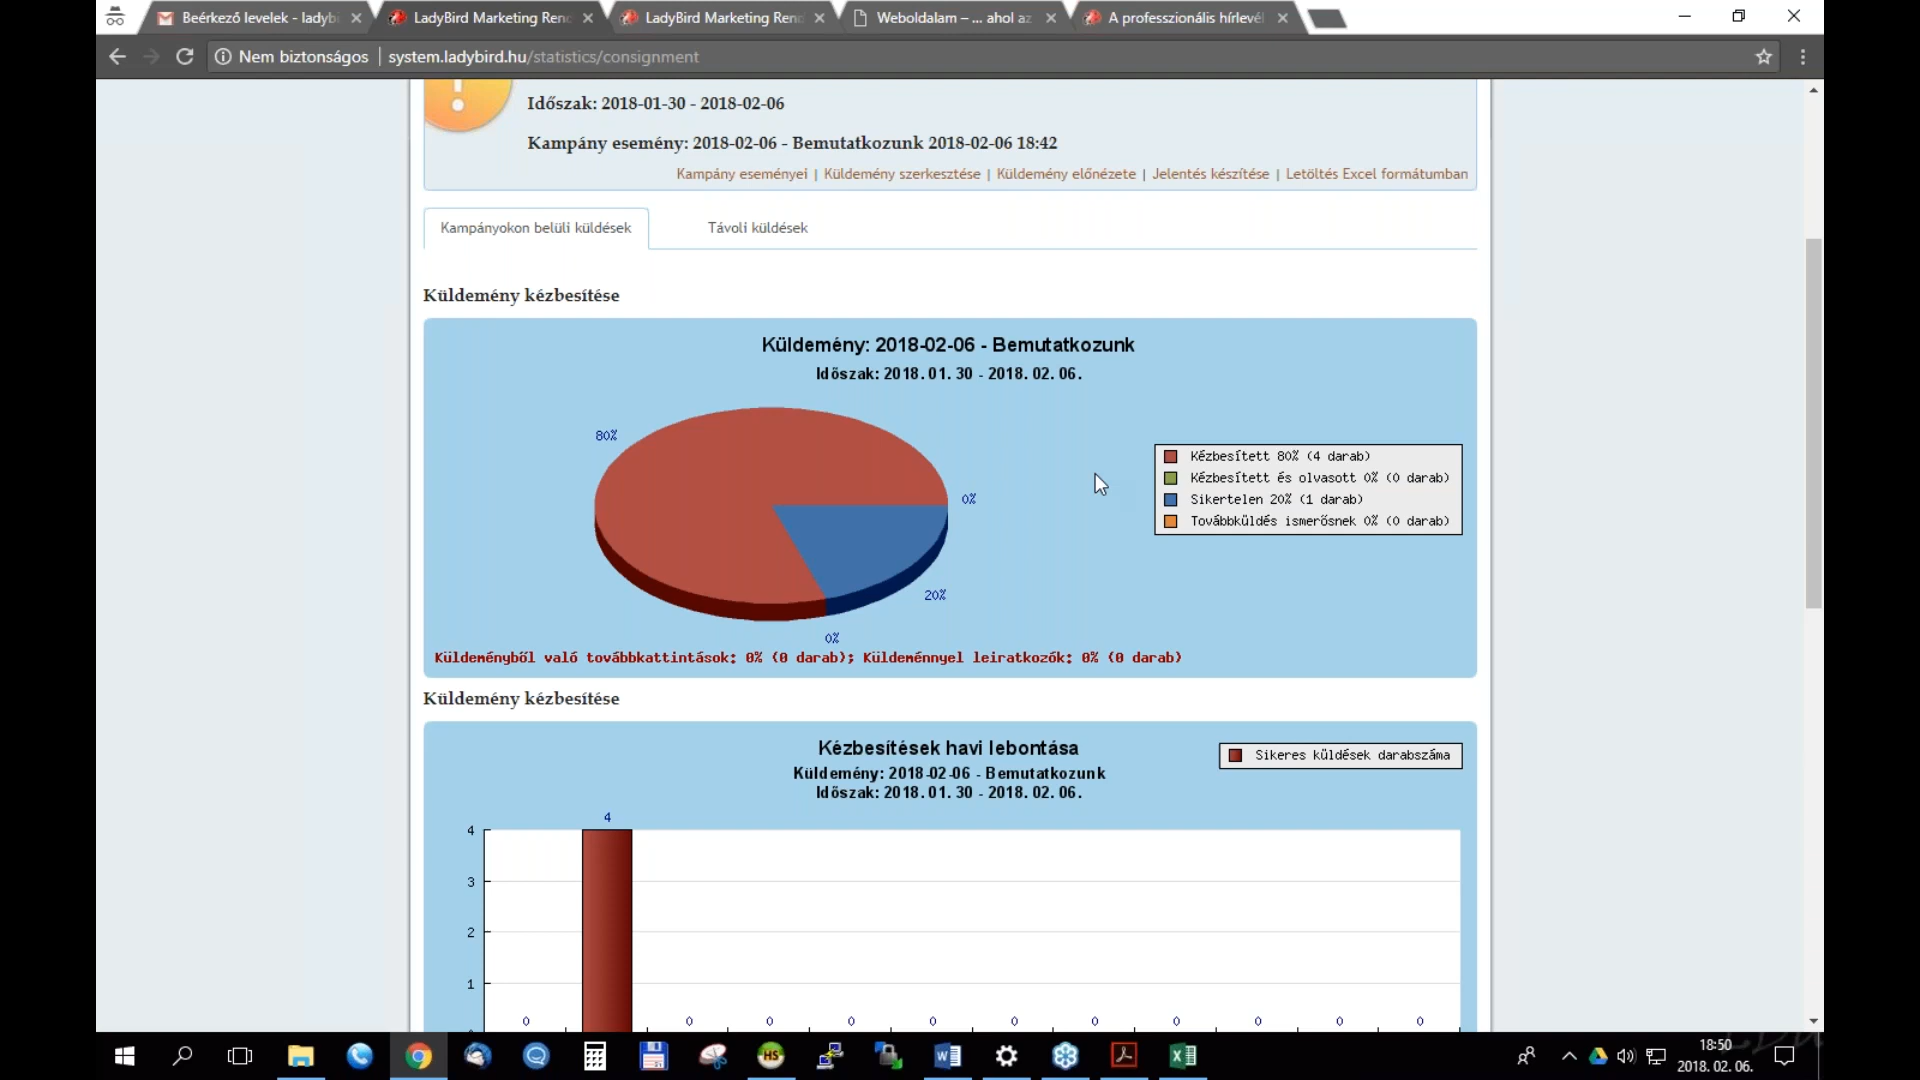 Beérkező levelek - ladybi
LadyBird Marketing Rend
LadyBird Marketing Rend
Weboldalam – ... ahol az
A professzionális hírlevél
Nem biztonságos
system.ladybird.hu/statistics/consignment
Időszak: 2018-01-30 - 2018-02-06
Kampány esemény: 2018-02-06 - Bemutatkozunk 2018-02-06 18:42
Kampány eseményei | Küldemény szerkesztése | Küldemény előnézete | Jelentés készítése | Letöltés Excel formátumban
Kampányokon belüli küldések
Távoli küldések
Küldemény kézbesítése
Küldemény: 2018-02-06 - Bemutatkozunk
Időszak: 2018. 01. 30 - 2018. 02. 06.
80%
0%
20%
0%
Kézbesített 80% (4 darab)
Kézbesített és olvasott 0% (0 darab)
Sikertelen 20% (1 darab)
Továbbküldés ismerősnek 0% (0 darab)
Küldeményből való továbbkattintások: 0% (0 darab); Küldeménnyel leiratkozók: 0% (0 darab)
Küldemény kézbesítése
Kézbesítések havi lebontása
Küldemény: 2018-02-06 - Bemutatkozunk
Időszak: 2018. 01. 30 - 2018. 02. 06.
Sikeres küldések darabszáma
4
4
3
2
1
0 0 0 0 0 0 0 0 0 0 0
HS
18:50
2018. 02. 06.